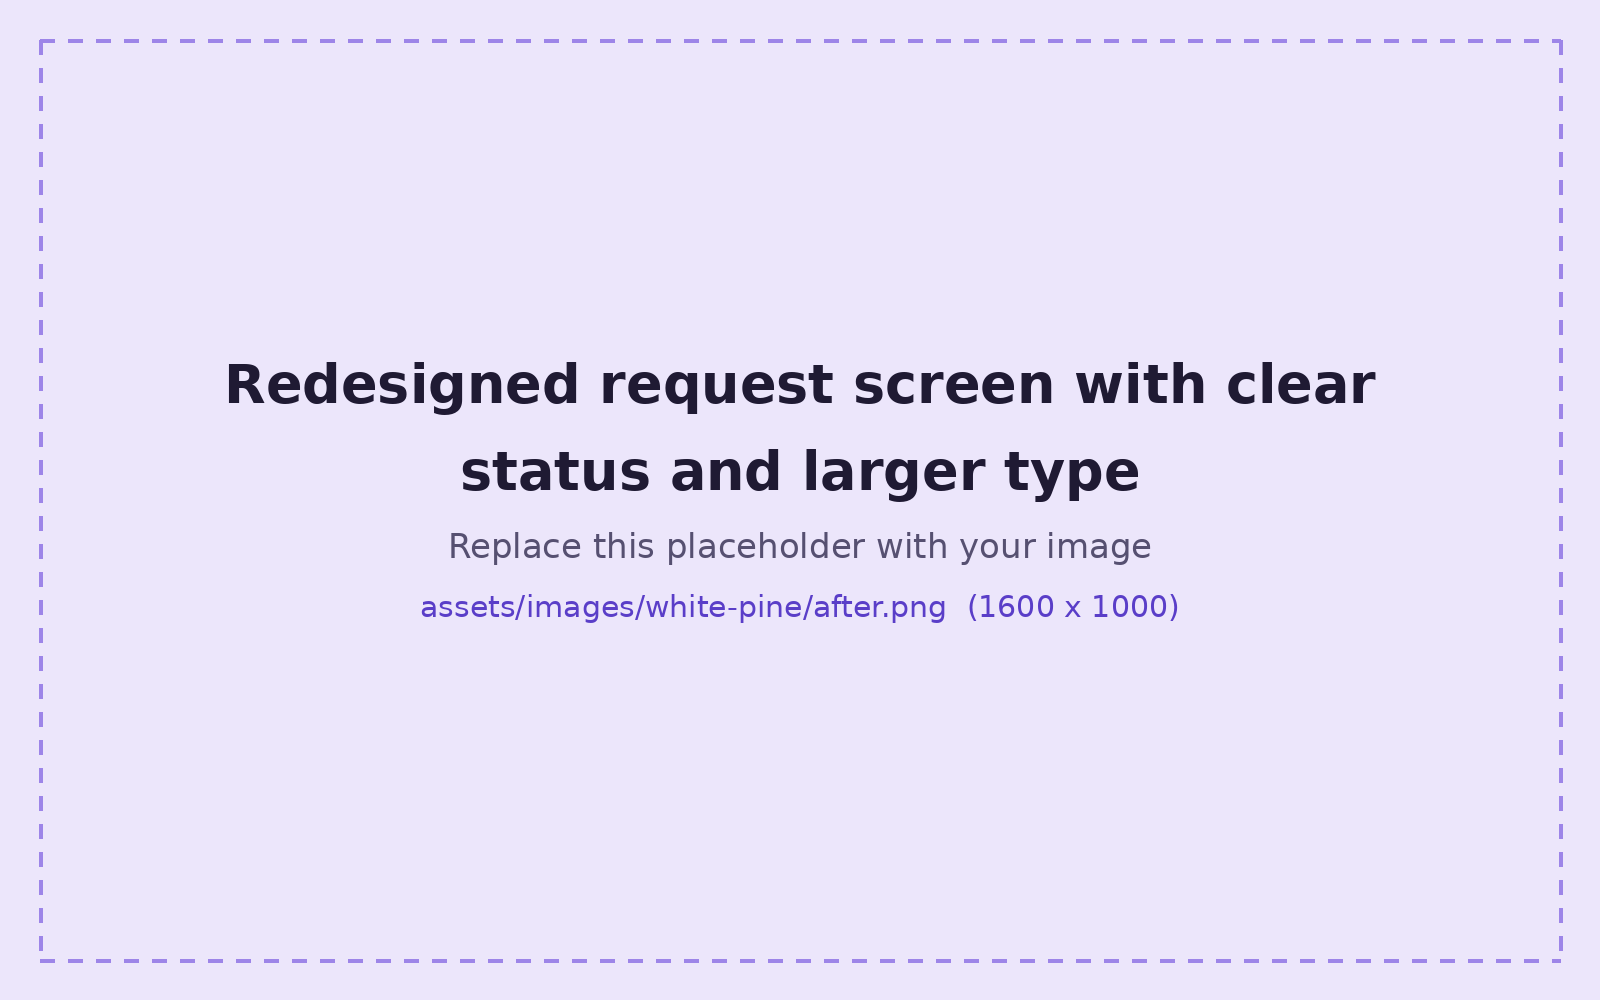 Redesigned request screen with clear
status and larger type
Replace this placeholder with your image
assets/images/white-pine/after.png  (1600 x 1000)